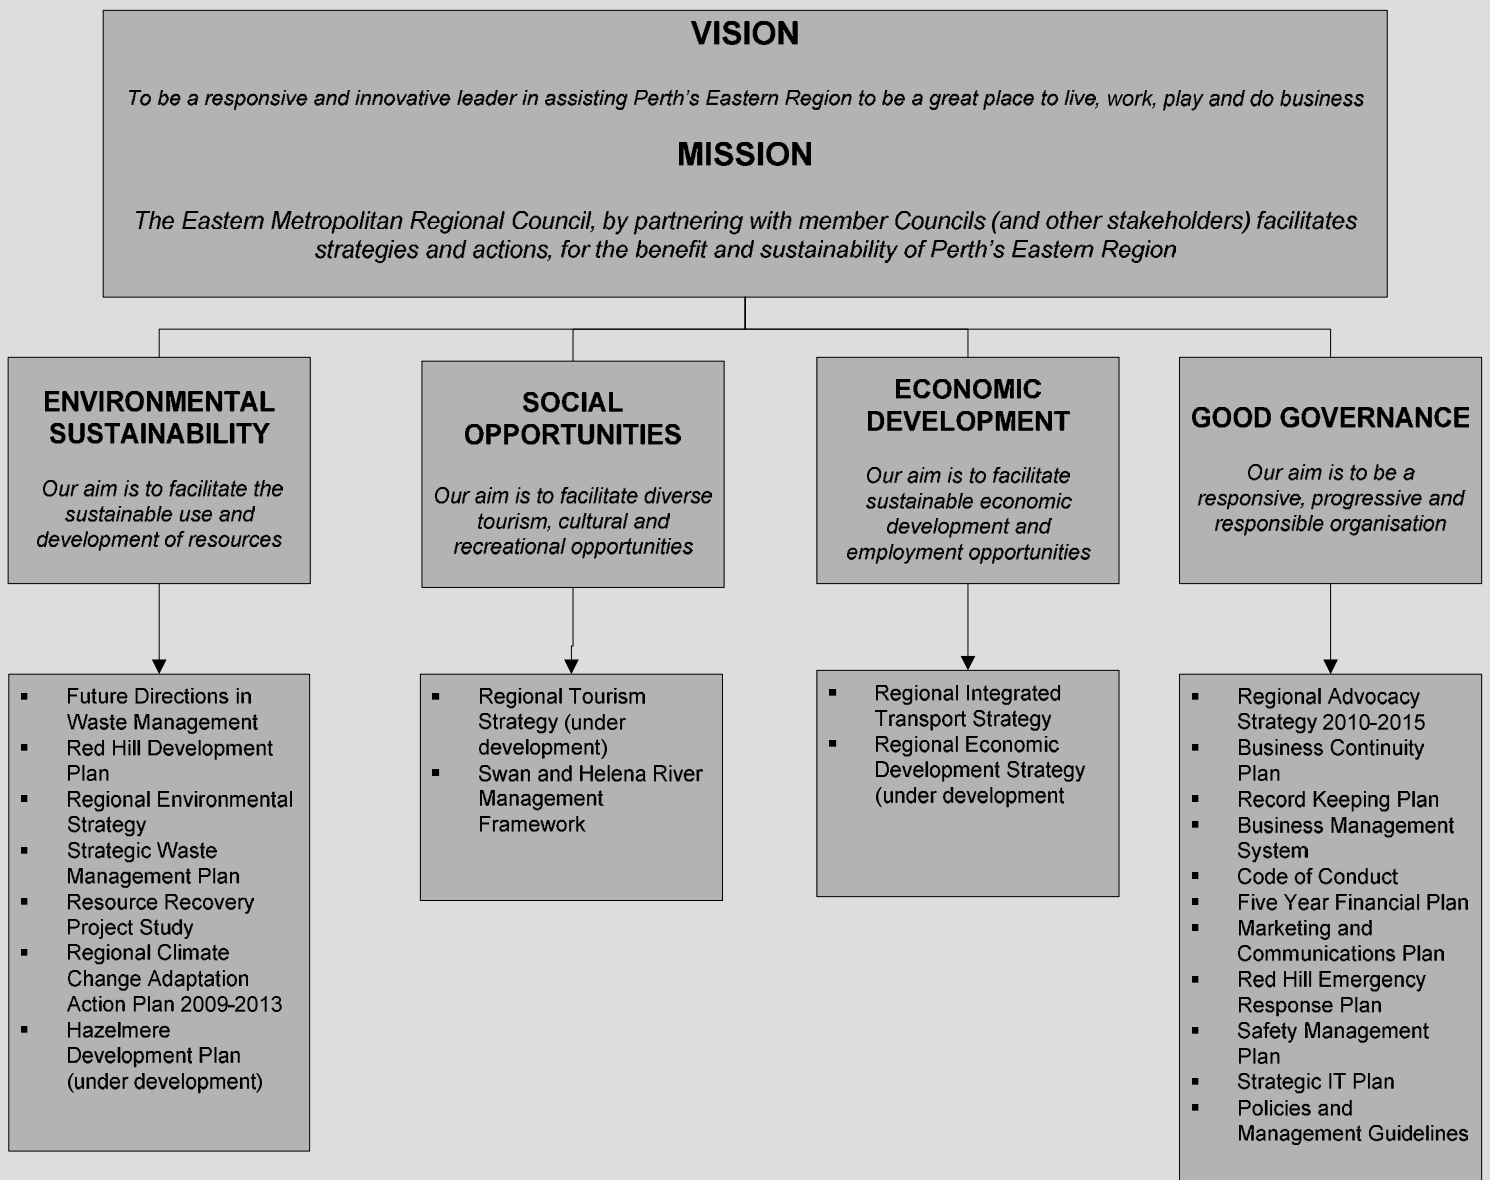 VISION
To be a responsive and innovative leader in assisting Perth's Eastern Region to be a great place to live, work, play and do business
MISSION
The Eastern Metropolitan Regional Council, by partnering with member Councils (and other stakeholders) facilitates
strategies and actions, for the benefit and sustainability of Perth's Eastern Region
ENVIRONMENTAL
SUSTAINABILITY
Our aim is to facilitate the
sustainable use and
development of resources
SOCIAL
OPPORTUNITIES
Our aim is to facilitate diverse
tourism, cultural and
recreational opportunities
ECONOMIC
DEVELOPMENT
Our aim is to facilitate
sustainable economic
development and
employment opportunities
GOOD GOVERNANCE
Our aim is to be a
responsive, progressive and
responsible organisation
▪ Future Directions in
Waste Management
▪ Red Hill Development
Plan
▪ Regional Environmental
Strategy
▪ Strategic Waste
Management Plan
▪ Resource Recovery
Project Study
▪ Regional Climate
Change Adaptation
Action Plan 2009-2013
▪ Hazelmere
Development Plan
(under development)
▪ Regional Tourism
Strategy (under
development)
▪ Swan and Helena River
Management
Framework
▪ Regional Integrated
Transport Strategy
▪ Regional Economic
Development Strategy
(under development
▪ Regional Advocacy
Strategy 2010-2015
▪ Business Continuity
Plan
▪ Record Keeping Plan
▪ Business Management
System
▪ Code of Conduct
▪ Five Year Financial Plan
▪ Marketing and
Communications Plan
▪ Red Hill Emergency
Response Plan
▪ Safety Management
Plan
▪ Strategic IT Plan
▪ Policies and
Management Guidelines